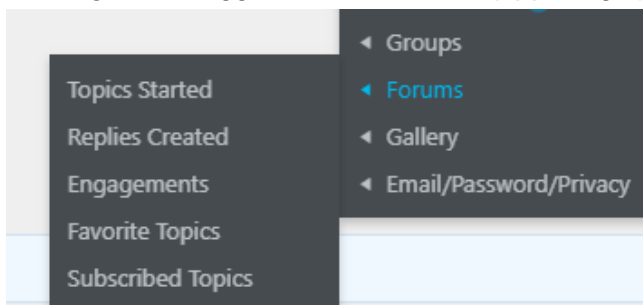 Groups
Forums
Gallery
Email/Password/Privacy
Topics Started
Replies Created
Engagements
Favorite Topics
Subscribed Topics